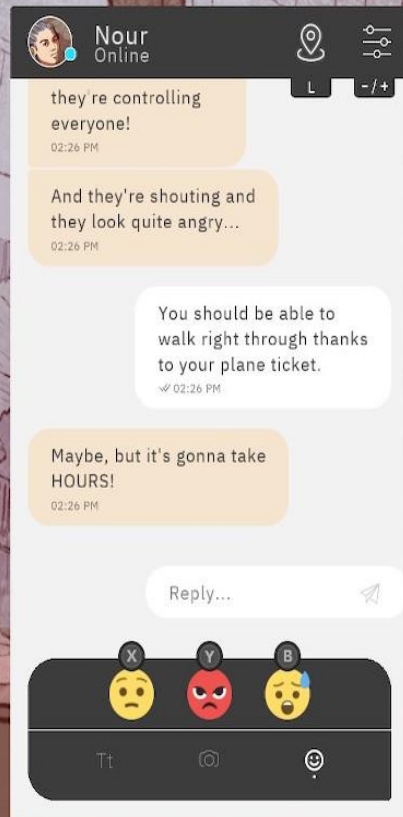 Nour
Online
L
-/+
they're controlling
everyone!
02:26 PM
And they're shouting and
they look quite angry...
02:26 PM
You should be able to
walk right through thanks
to your plane ticket.
02:26 PM
Maybe, but it's gonna take
HOURS!
02:26 PM
Reply...
X
Y
B
Tt